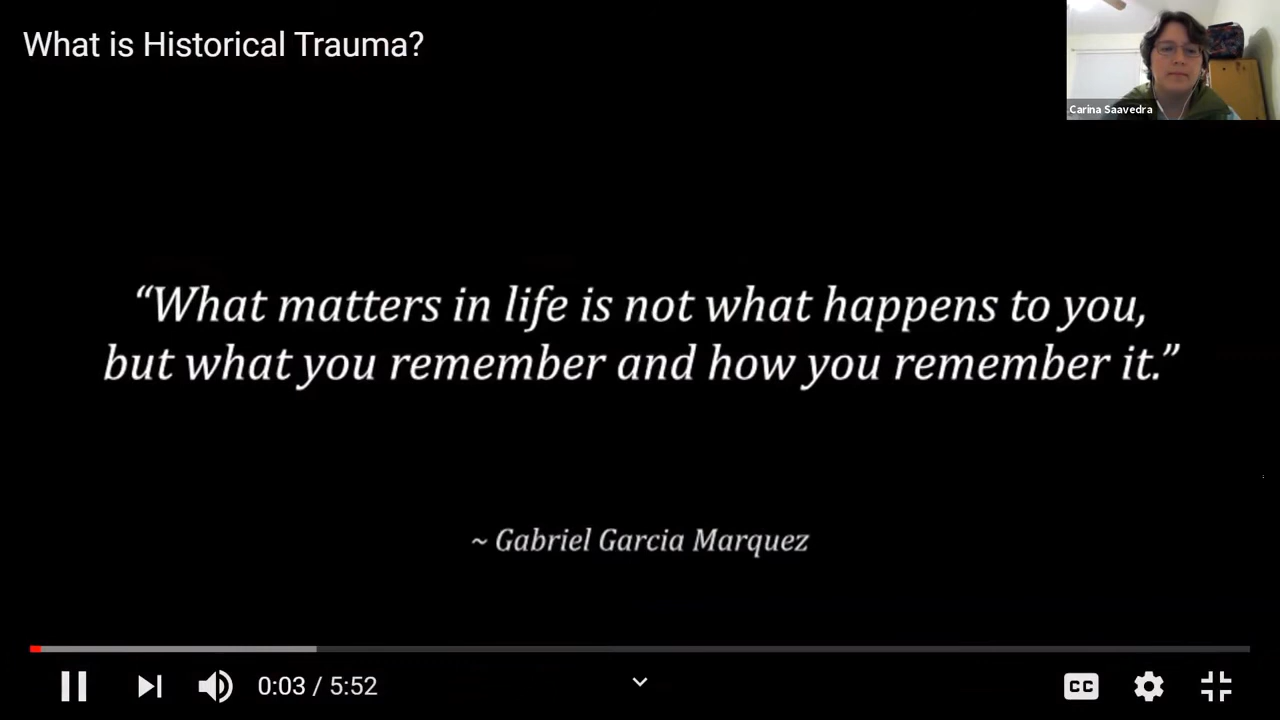 What is Historical Trauma?
Carina Saavedra
“What matters in life is not what happens to you,
but what you remember and how you remember it.”
~ Gabriel Garcia Marquez
0:03 / 5:52
CC